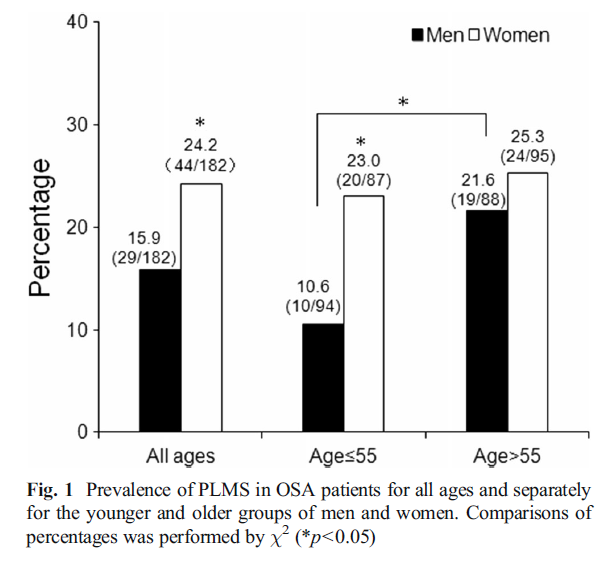 40
30
20
10
0
Percentage
■Men □Women
*
24.2
(44/182)
15.9
(29/182)
*
*
23.0
(20/87)
10.6
(10/94)
25.3
(24/95)
21.6
(19/88)
All ages
Age≤55
Age>55
Fig. 1 Prevalence of PLMS in OSA patients for all ages and separately
for the younger and older groups of men and women. Comparisons of
percentages was performed by χ² (*p<0.05)